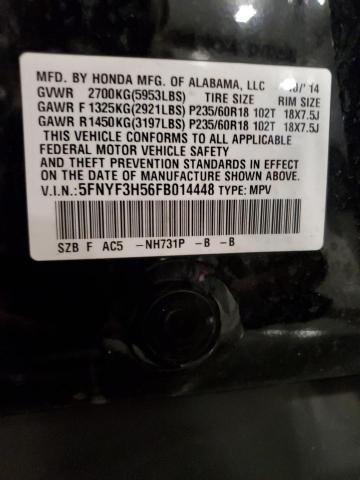 MFD. BY HONDA MFG. OF ALABAMA, LLC 10/ 14
GVWR 2700KG(5953LBS) TIRE SIZE RIM SIZE
GAWR F 1325KG(2921LBS) P235/60R18 102T 18X7.5J
GAWR R 1450KG(3197LBS) P235/60R18 102T 18X7.5J
THIS VEHICLE CONFORMS TO ALL APPLICABLE
FEDERAL MOTOR VEHICLE SAFETY
AND THEFT PREVENTION STANDARDS IN EFFECT
ON THE DATE OF MANUFACTURE SHOWN ABOVE.
V.I.N.:5FNYF3H56FB014448 TYPE: MPV
SZB F AC5 -NH731P -B -B